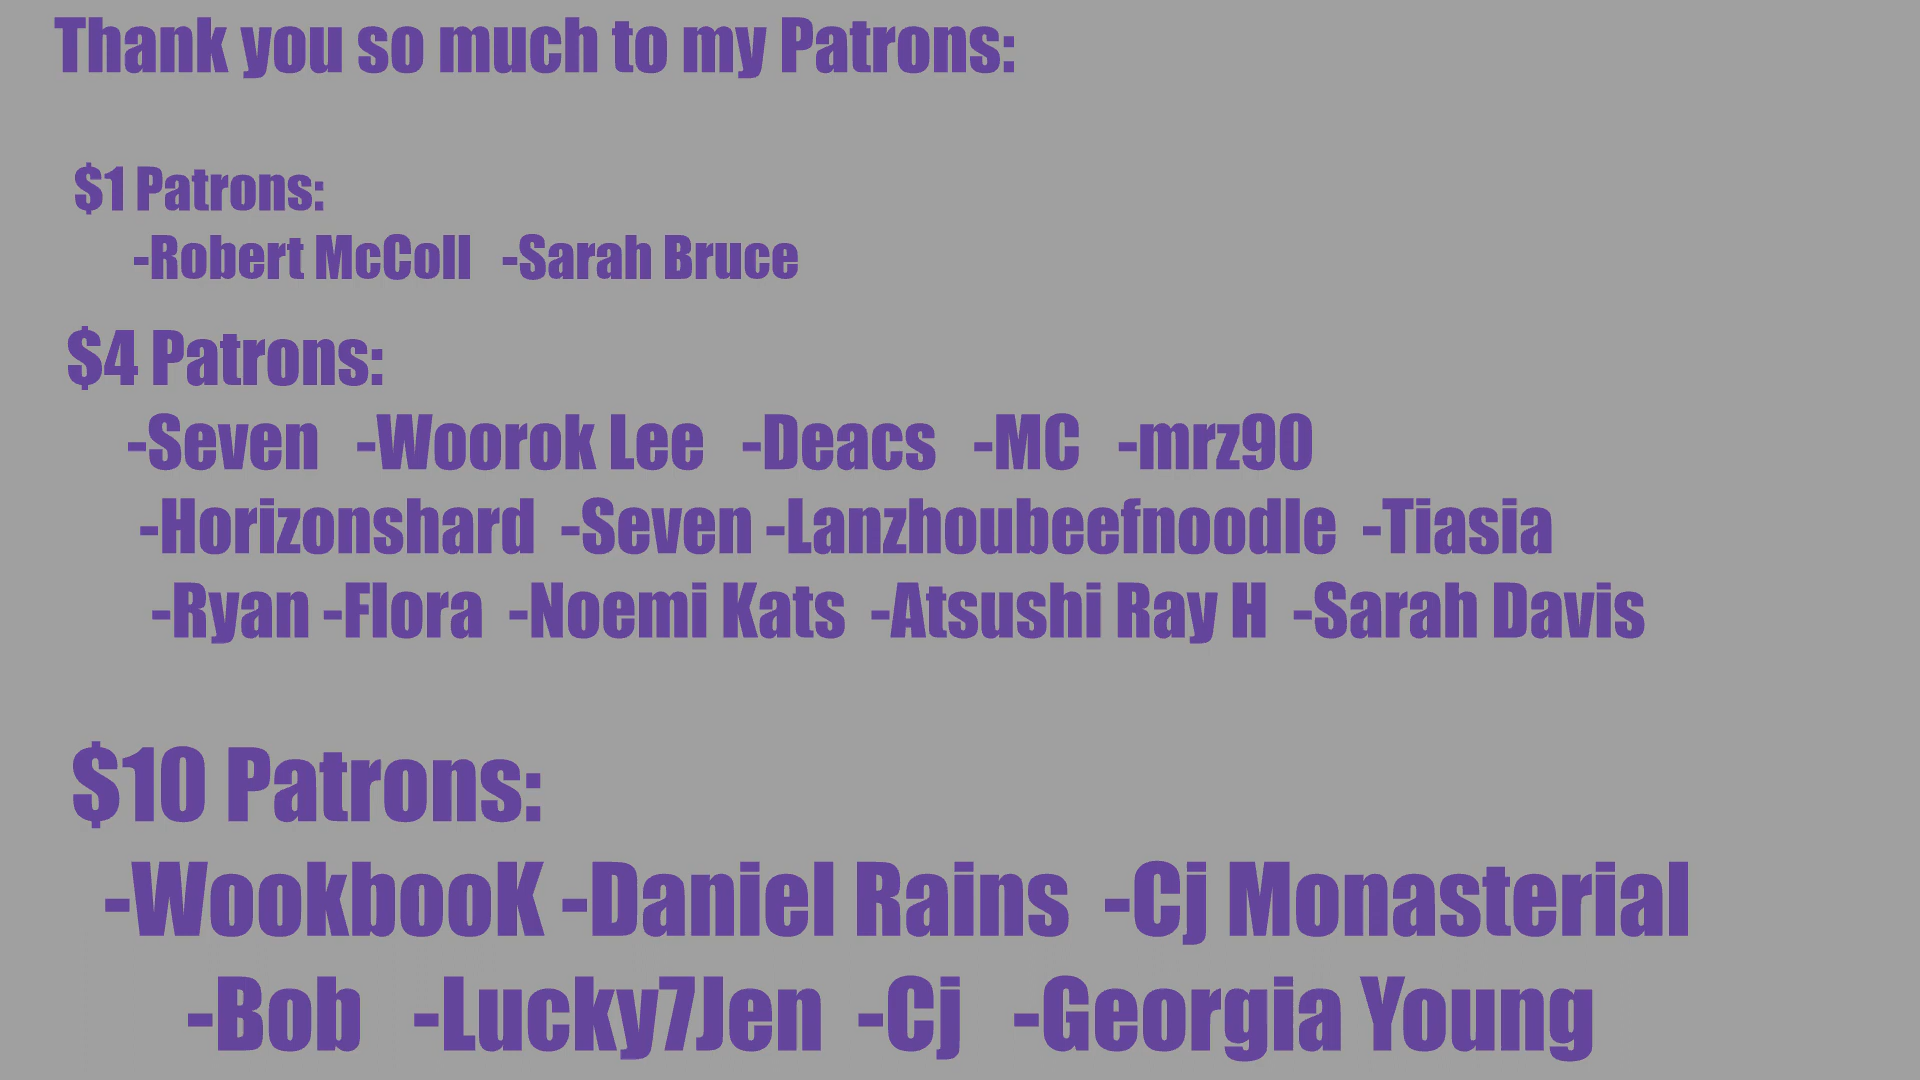 Thank you so much to my Patrons:
$1 Patrons:
-Robert McColl -Sarah Bruce
$4 Patrons:
-Seven -Woorok Lee -Deacs -MC -mrz90
-Horizonshard -Seven -Lanzhoubeefnoodle -Tiasia
-Ryan -Flora -Noemi Kats -Atsushi Ray H -Sarah Davis
$10 Patrons:
-WookbooK -Daniel Rains -Cj Monasterial
-Bob -Lucky7Jen -Cj -Georgia Young